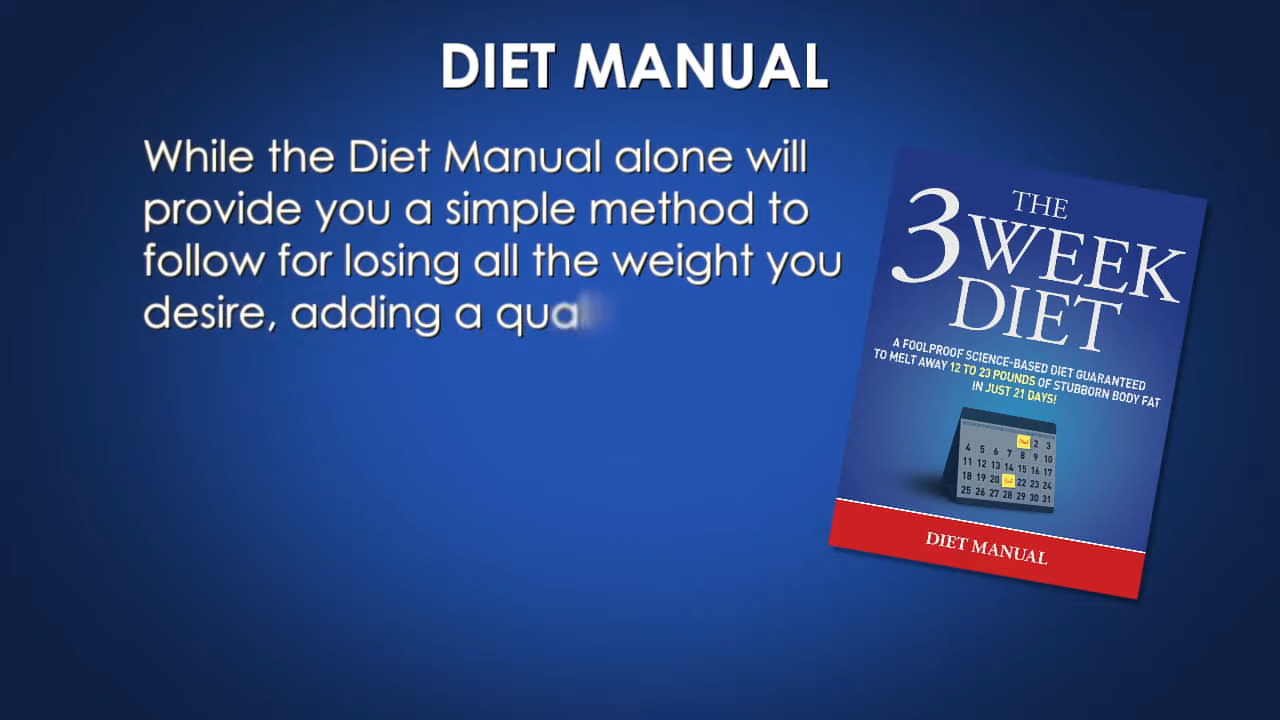 DIET MANUAL
While the Diet Manual alone will
provide you a simple method to
follow for losing all the weight you
desire, adding a qua
THE
3 WEEK
DIET
A FOOLPROOF SCIENCE-BASED DIET GUARANTEED
TO MELT AWAY 12 TO 23 POUNDS OF STUBBORN BODY FAT
IN JUST 21 DAYS!
2 3
4 5 6 7 8 9 10
11 12 13 14 15 16 17
18 19 20 22 23 24
25 26 27 28 29 30 31
DIET MANUAL